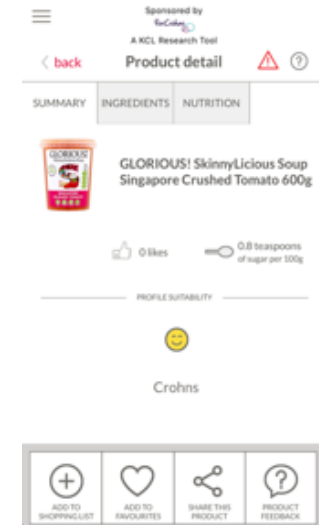 Sponsored by
ForCrohns
A KCL Research Tool
< back Product detail
SUMMARY INGREDIENTS NUTRITION
GLORIOUS!
GLORIOUS! SkinnyLicious Soup
Singapore Crushed Tomato 600g
0 likes
0.8 teaspoons
of sugar per 100g
PROFILE SUITABILITY
Crohns
ADD TO
SHOPPING LIST
ADD TO
FAVOURITES
SHARE THIS
PRODUCT
PRODUCT
FEEDBACK